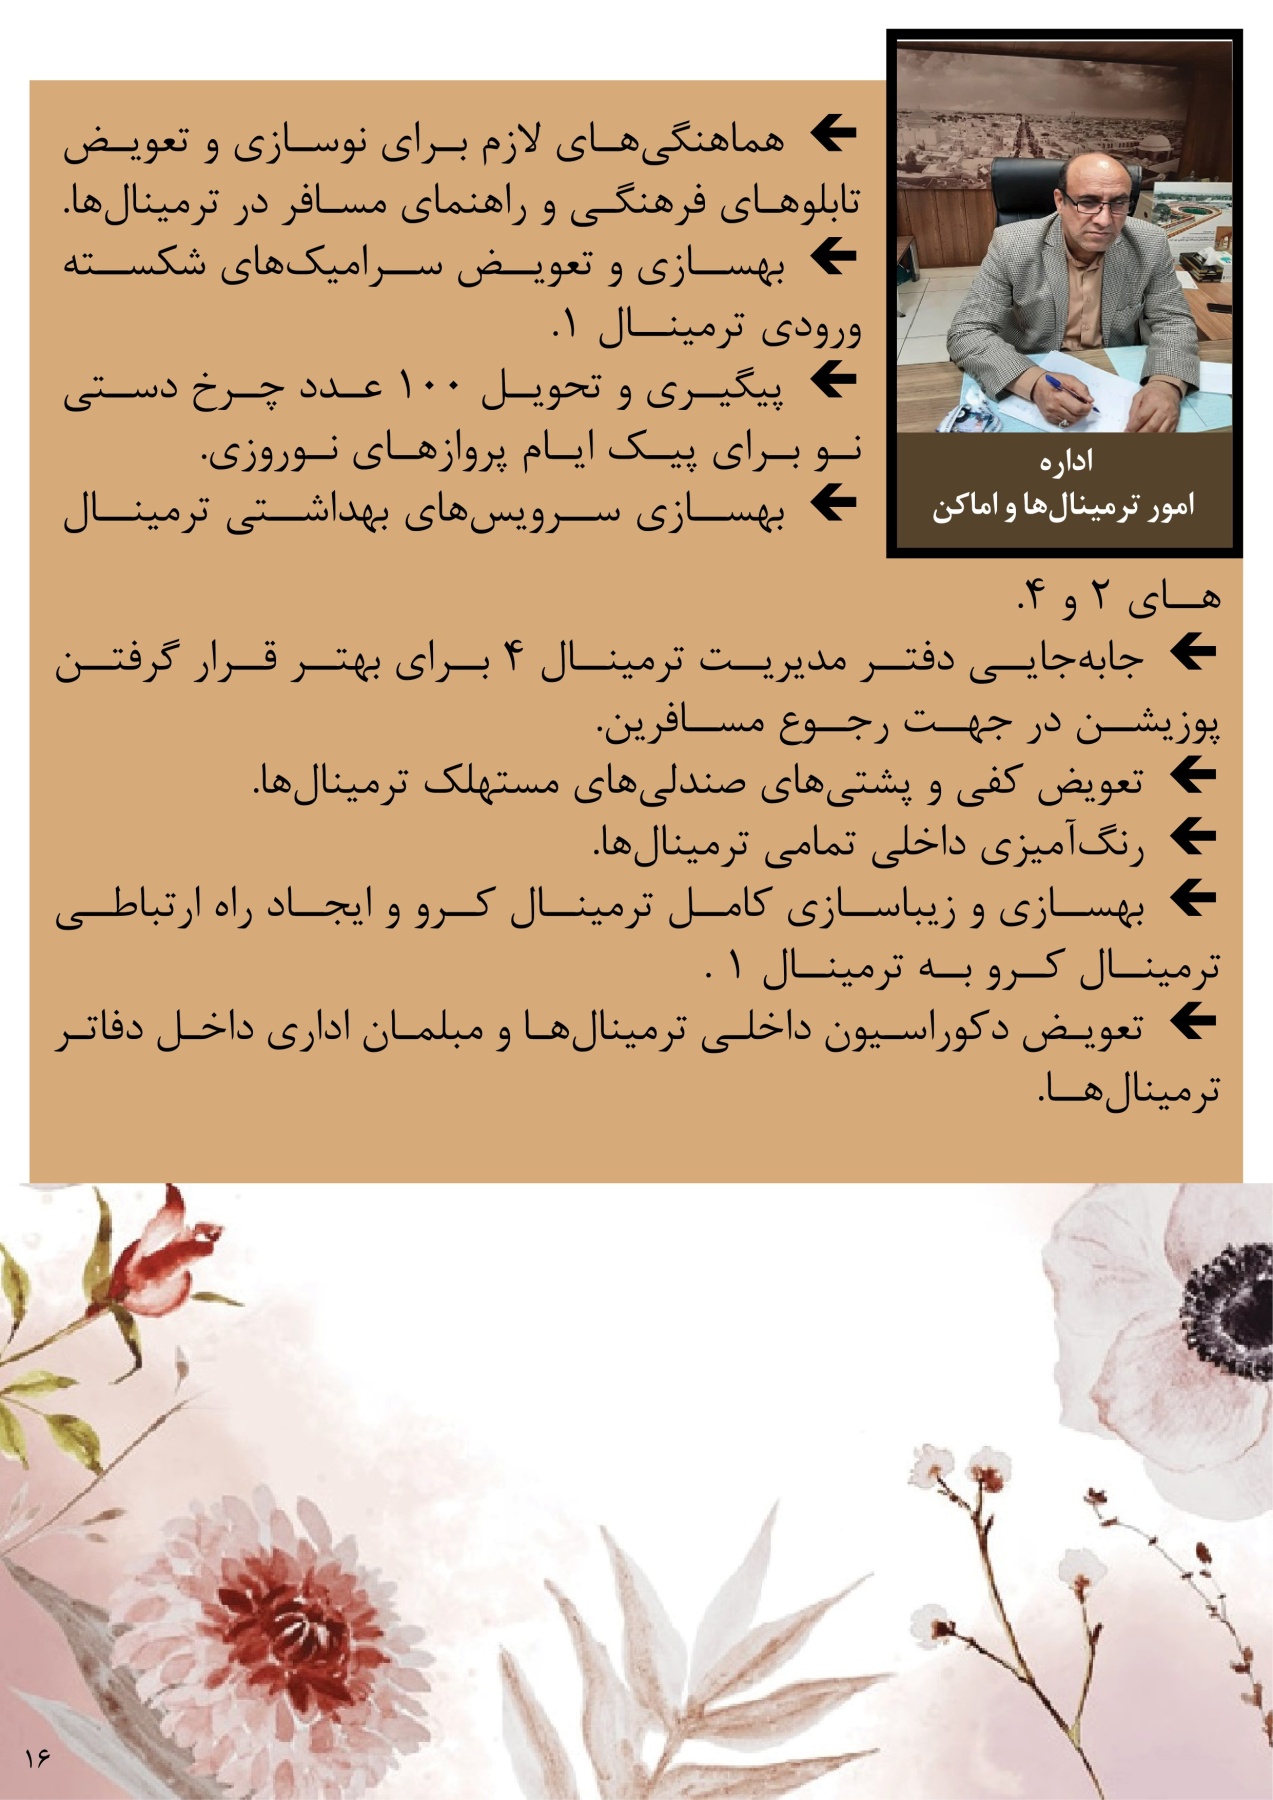 اداره
امور ترمینال‌ها و اماکن
← هماهنگی‌های لازم برای نوسازی و تعویض
تابلوهای فرهنگی و راهنمای مسافر در ترمینال‌ها.
← بهسازی و تعویض سرامیک‌های شکسته
ورودی ترمینال ۱.
← پیگیری و تحویل ۱۰۰ عدد چرخ دستی
نو برای پیک ایام پروازهای نوروزی.
← بهسازی سرویس‌های بهداشتی ترمینال
های ۲ و ۴.
← جابه‌جایی دفتر مدیریت ترمینال ۴ برای بهتر قرار گرفتن
پوزیشن در جهت رجوع مسافرین.
← تعویض کفی و پشتی‌های صندلی‌های مستهلک ترمینال‌ها.
← رنگ‌آمیزی داخلی تمامی ترمینال‌ها.
← بهسازی و زیباسازی کامل ترمینال کرو و ایجاد راه ارتباطی
ترمینال کرو به ترمینال ۱ .
← تعویض دکوراسیون داخلی ترمینال‌ها و مبلمان اداری داخل دفاتر
ترمینال‌ها.
۱۶